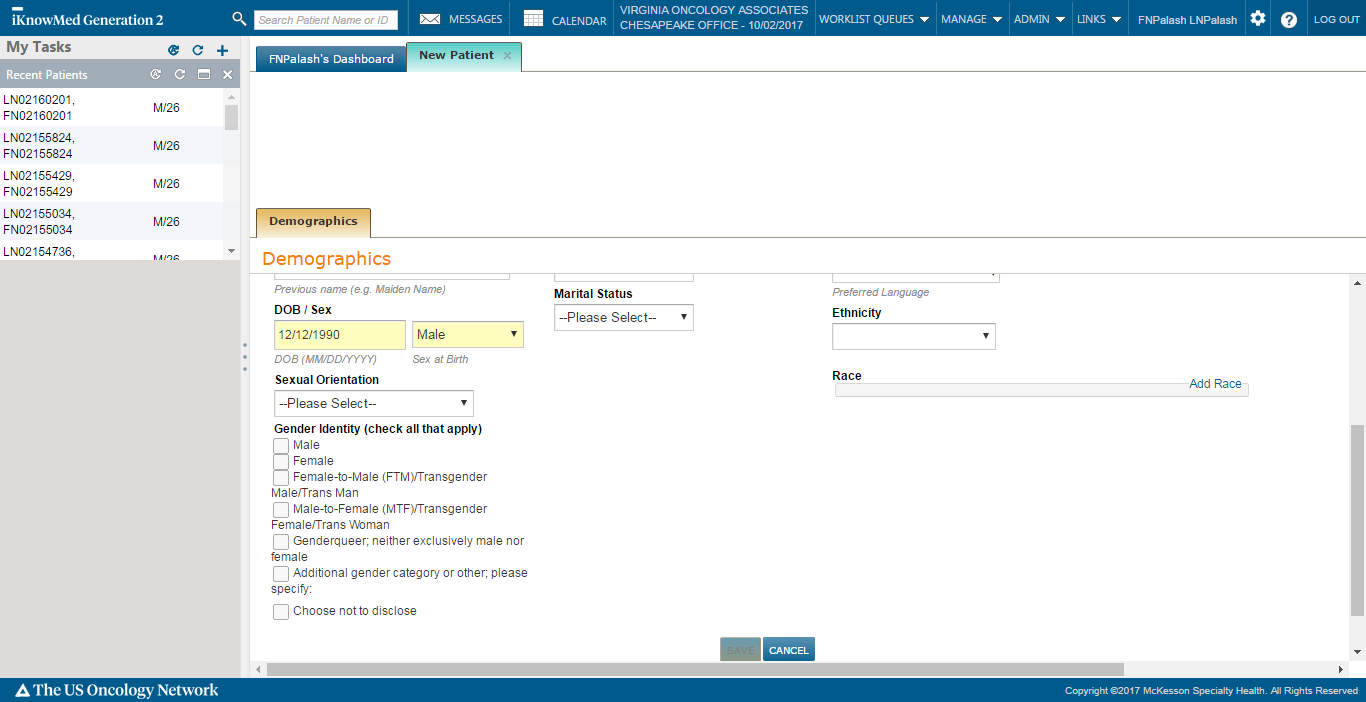 iKnowMed Generation 2
Search Patient Name or ID
MESSAGES
CALENDAR
VIRGINIA ONCOLOGY ASSOCIATES
CHESAPEAKE OFFICE - 10/02/2017
WORKLIST QUEUES
MANAGE
ADMIN
LINKS
FNPalash LNPalash
LOG OUT
My Tasks
Recent Patients
LN02160201,
FN02160201
M/26
LN02155824,
FN02155824
M/26
LN02155429,
FN02155429
M/26
LN02155034,
FN02155034
M/26
LN02154736,
M/26
FNPalash's Dashboard
New Patient
Demographics
Demographics
Previous name (e.g. Maiden Name)
DOB / Sex
12/12/1990
Male
DOB (MM/DD/YYYY)
Sex at Birth
Sexual Orientation
--Please Select--
Gender Identity (check all that apply)
Male
Female
Female-to-Male (FTM)/Transgender
Male/Trans Man
Male-to-Female (MTF)/Transgender
Female/Trans Woman
Genderqueer; neither exclusively male nor
female
Additional gender category or other; please
specify:
Choose not to disclose
Marital Status
--Please Select--
Preferred Language
Ethnicity
Race
Add Race
SAVE
CANCEL
The US Oncology Network
Copyright ©2017 McKesson Specialty Health. All Rights Reserved